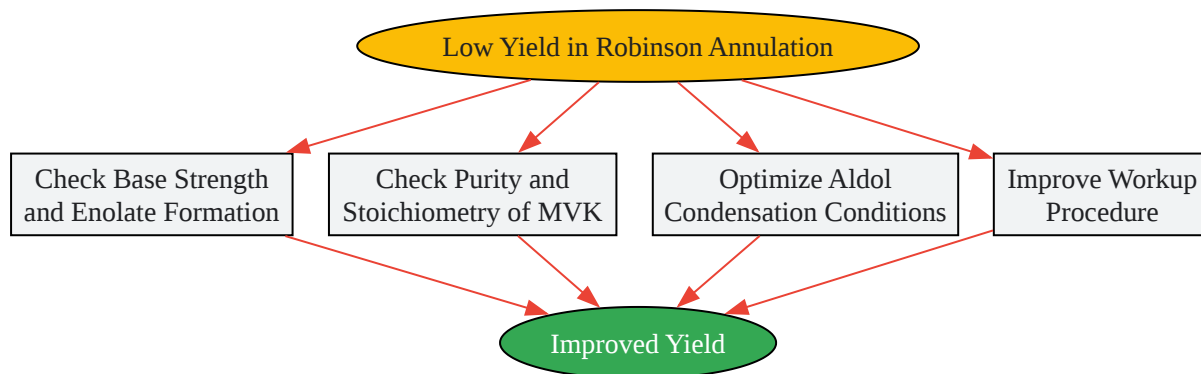 Low Yield in Robinson Annulation
Check Base Strength
and Enolate Formation
Check Purity and
Stoichiometry of MVK
Optimize Aldol
Condensation Conditions
Improve Workup
Procedure
Improved Yield